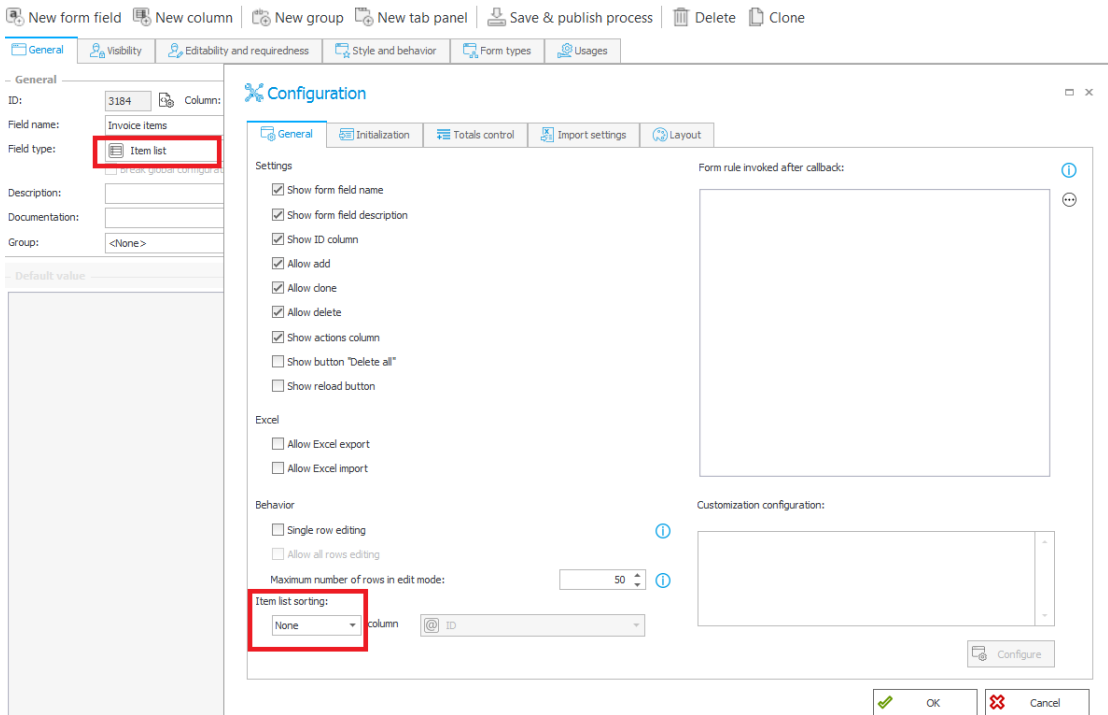 New form field New column New group New tab panel Save & publish process Delete Clone
General Visibility Editability and requiredness Style and behavior Form types Usages
General
ID: 3184 Column:
Field name: Invoice items
Field type: Item list
Break global configurat
Description:
Documentation:
Group: <None>
Default value
Configuration
General Initialization Totals control Import settings Layout
Settings
Show form field name
Show form field description
Show ID column
Allow add
Allow clone
Allow delete
Show actions column
Show button "Delete all"
Show reload button
Excel
Allow Excel export
Allow Excel import
Behavior
Single row editing
Allow all rows editing
Maximum number of rows in edit mode: 50
Item list sorting:
None column ID
Form rule invoked after callback:
Customization configuration:
Configure
OK Cancel